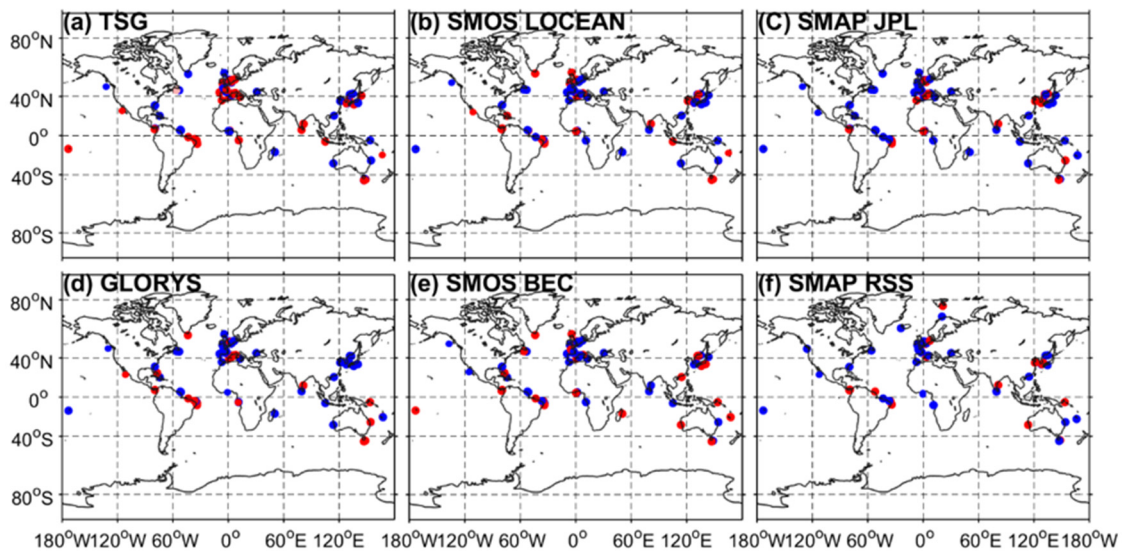 (a) TSG (b) SMOS LOCEAN (C) SMAP JPL
80°N
40°N
0°
40°S
80°S
(d) GLORYS (e) SMOS BEC (f) SMAP RSS
80°N
40°N
0°
40°S
80°S
180°W120°W 60°W 0° 60°E 120°E 180°W120°W 60°W 0° 60°E 120°E 180°W120°W 60°W 0° 60°E 120°E 180°W